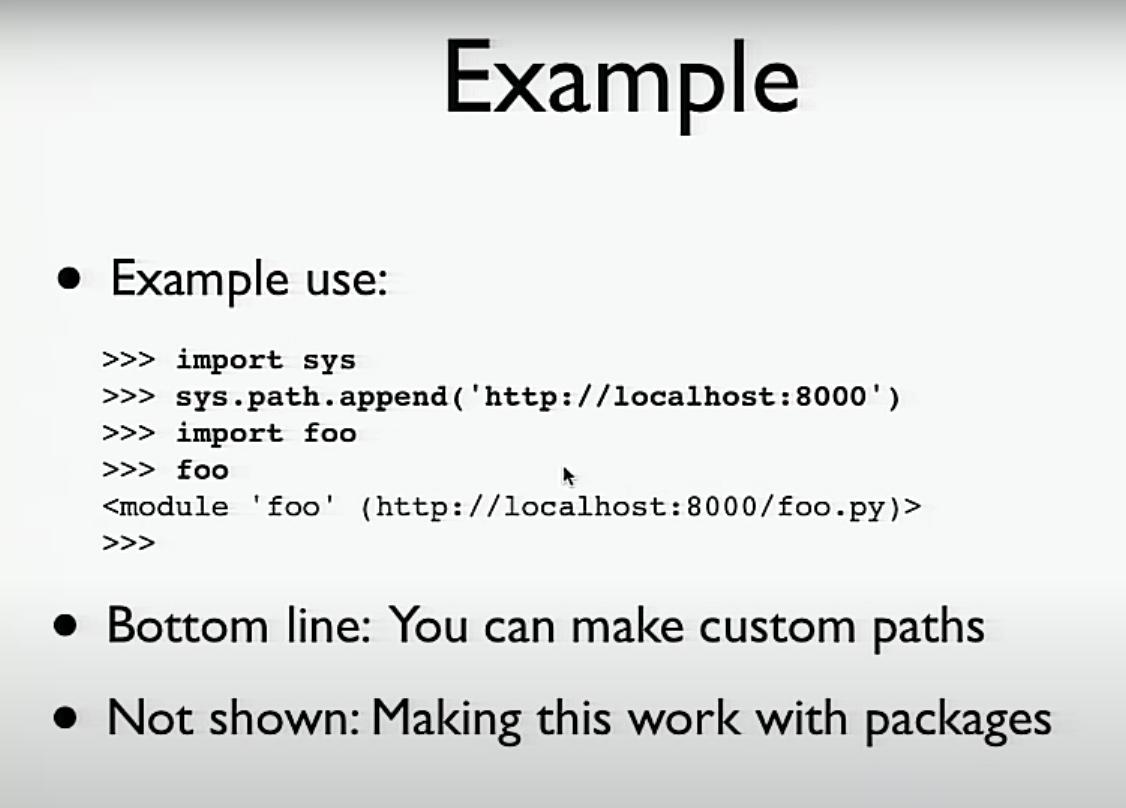 Example
• Example use:
>>> import sys
>>> sys.path.append('http://localhost:8000')
>>> import foo
>>> foo
<module 'foo' (http://localhost:8000/foo.py)>
>>>
• Bottom line: You can make custom paths
• Not shown: Making this work with packages